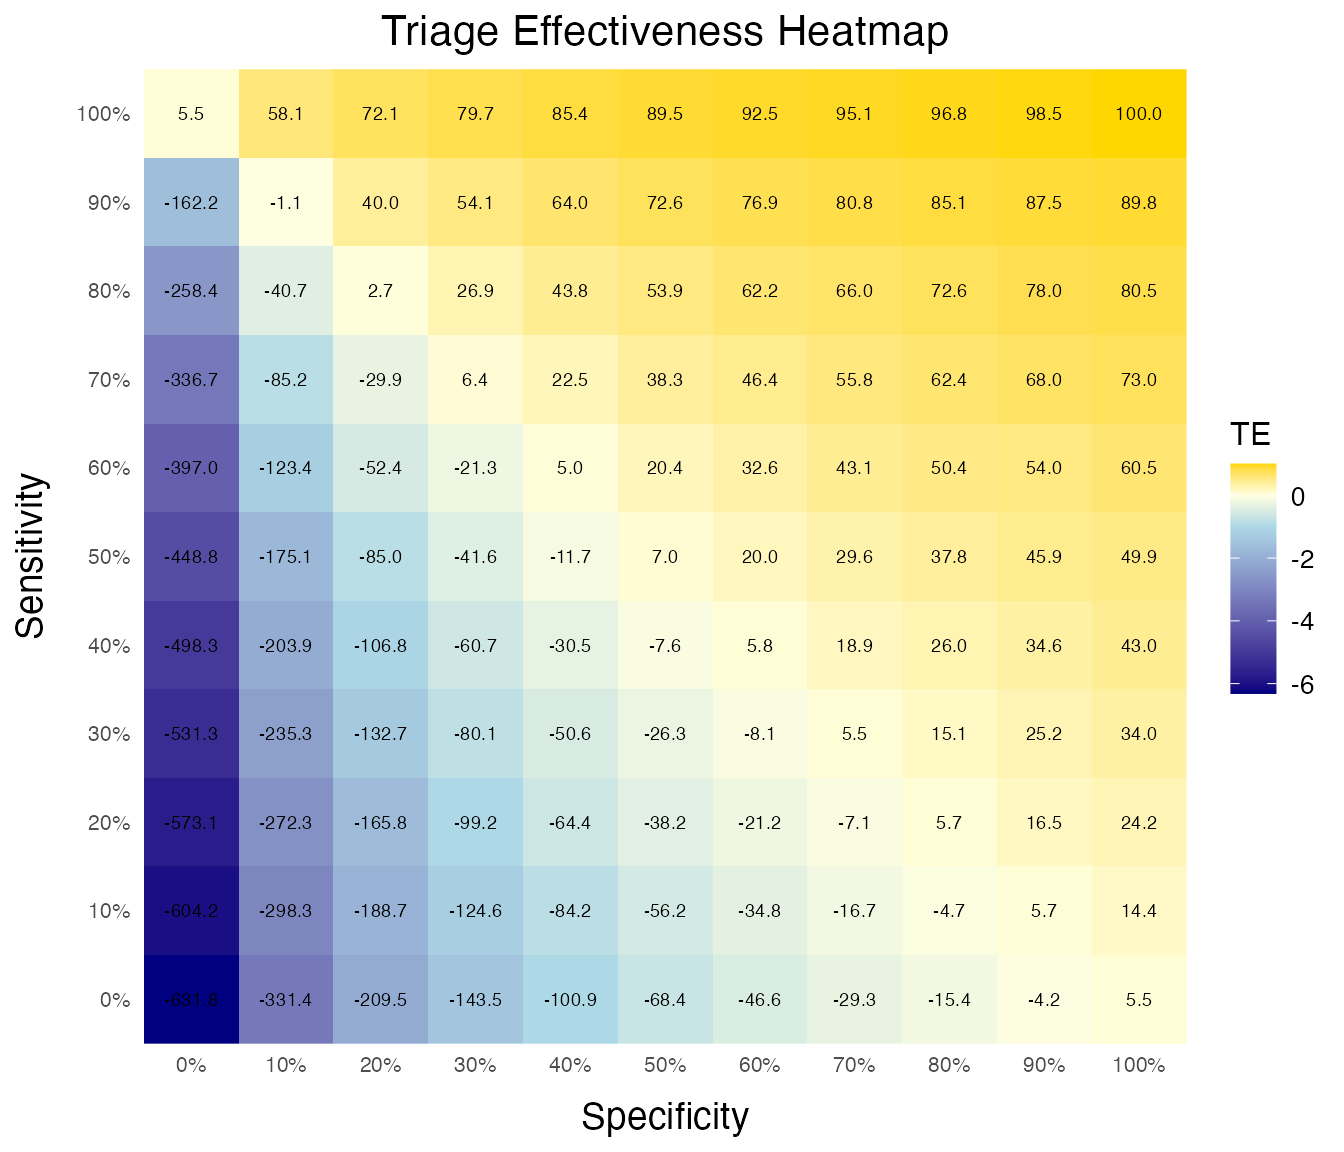 Triage Effectiveness Heatmap
Sensitivity
100% 5.5 58.1 72.1 79.7 85.4 89.5 92.5 95.1 96.8 98.5 100.0
90% -162.2 -1.1 40.0 54.1 64.0 72.6 76.9 80.8 85.1 87.5 89.8
80% -258.4 -40.7 2.7 26.9 43.8 53.9 62.2 66.0 72.6 78.0 80.5
70% -336.7 -85.2 -29.9 6.4 22.5 38.3 46.4 55.8 62.4 68.0 73.0
60% -397.0 -123.4 -52.4 -21.3 5.0 20.4 32.6 43.1 50.4 54.0 60.5
50% -448.8 -175.1 -85.0 -41.6 -11.7 7.0 20.0 29.6 37.8 45.9 49.9
40% -498.3 -203.9 -106.8 -60.7 -30.5 -7.6 5.8 18.9 26.0 34.6 43.0
30% -531.3 -235.3 -132.7 -80.1 -50.6 -26.3 -8.1 5.5 15.1 25.2 34.0
20% -573.1 -272.3 -165.8 -99.2 -64.4 -38.2 -21.2 -7.1 5.7 16.5 24.2
10% -604.2 -298.3 -188.7 -124.6 -84.2 -56.2 -34.8 -16.7 -4.7 5.7 14.4
0% -631.8 -331.4 -209.5 -143.5 -100.9 -68.4 -46.6 -29.3 -15.4 -4.2 5.5
0% 10% 20% 30% 40% 50% 60% 70% 80% 90% 100%
Specificity
TE
0
-2
-4
-6